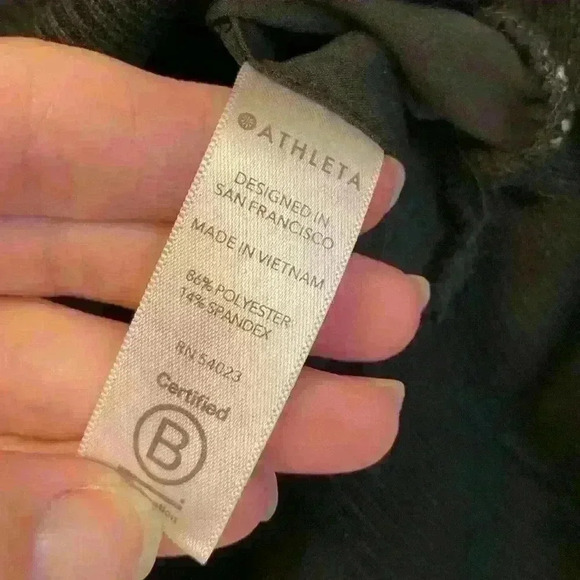 ATHLETA
DESIGNED IN
SAN FRANCISCO
MADE IN VIETNAM
86% POLYESTER
14% SPANDEX
RN 54023
Certified
B